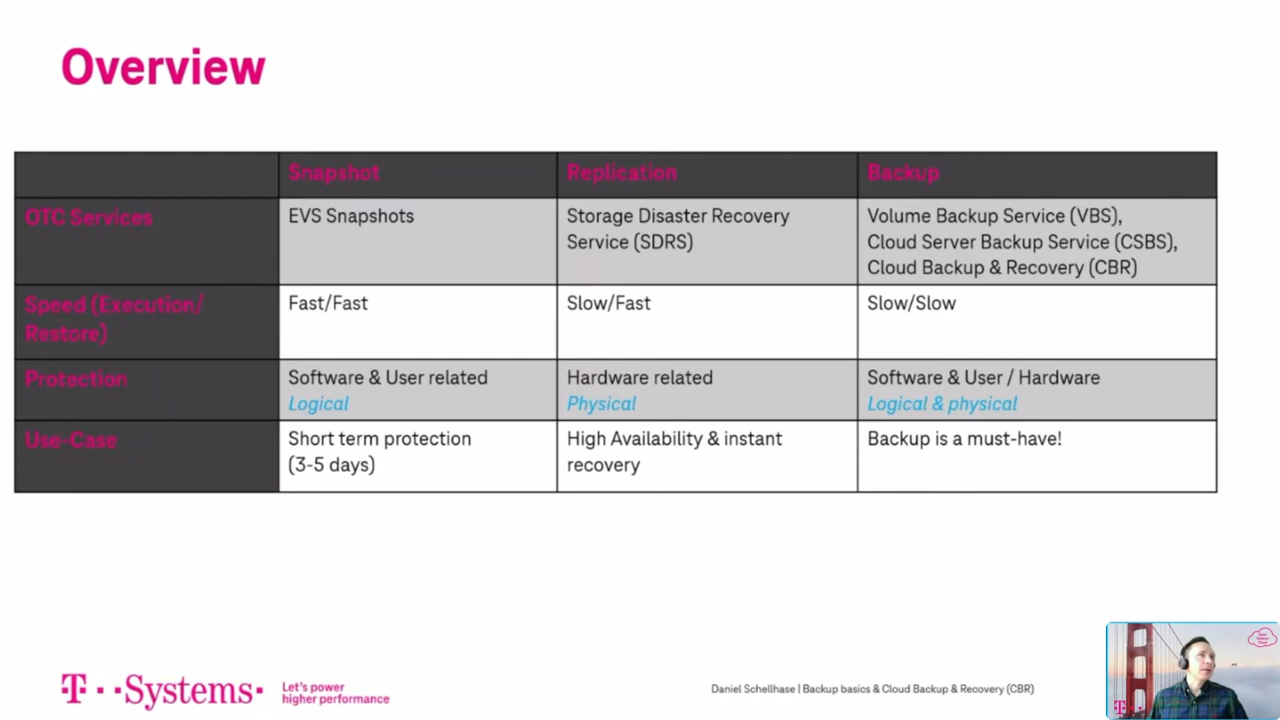 Overview
Snapshot Replication Backup
OTC Services
EVS Snapshots
Storage Disaster Recovery
Service (SDRS)
Volume Backup Service (VBS),
Cloud Server Backup Service (CSBS),
Cloud Backup & Recovery (CBR)
Speed (Execution/
Restore)
Fast/Fast
Slow/Fast
Slow/Slow
Protection
Software & User related
Logical
Hardware related
Physical
Software & User / Hardware
Logical & physical
Use-Case
Short term protection
(3-5 days)
High Availability & instant
recovery
Backup is a must-have!
T··Systems·
Let's power
higher performance
Daniel Schellhase | Backup basics & Cloud Backup & Recovery (CBR)
Open
Telekom
Cloud
T